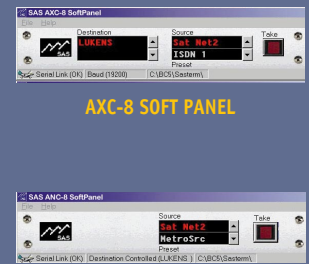 SAS AXC-8 SoftPanel
File Help
Destination Source Take
LUKENS Sat Net2
SAS ISDN 1
Preset
Serial Link (OK) Baud (19200) C:\BC5\Sasterm\
AXC-8 SOFT PANEL
SAS ANC-8 SoftPanel
File Help
Source Take
Sat Net2
SAS MetroSrc
Preset
Serial Link (OK) Destination Controlled (LUKENS ) C:\BC5\Sasterm\